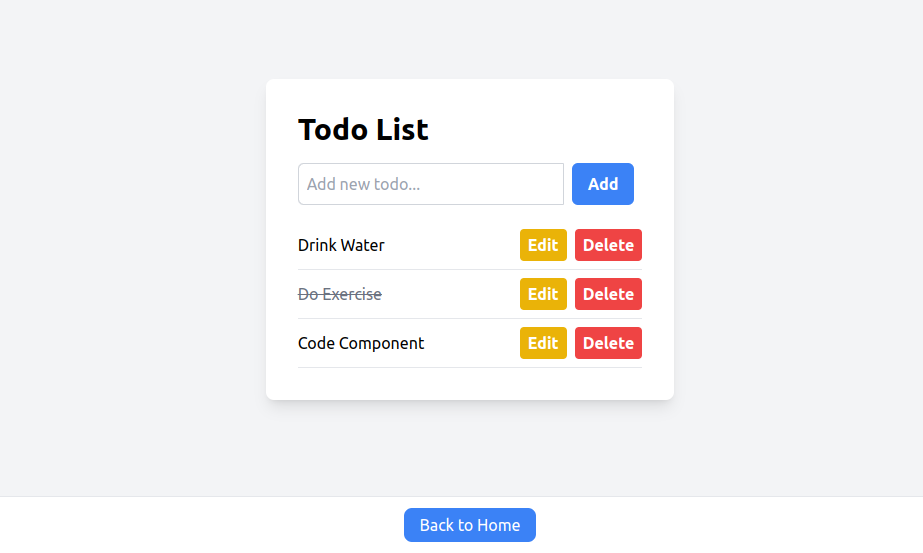 Todo List
Add new todo... Add
Drink Water Edit Delete
Do Exercise Edit Delete
Code Component Edit Delete
Back to Home